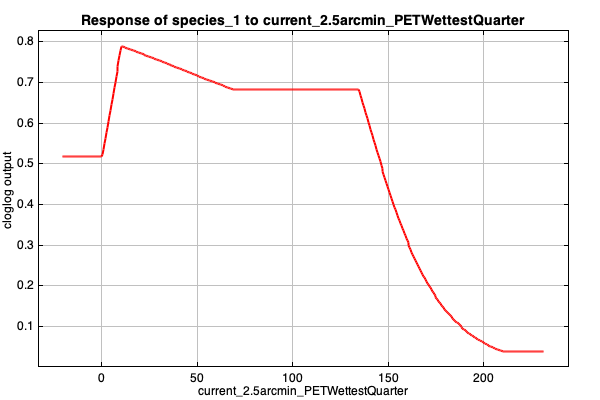 Response of species_1 to current_2.5arcmin_PETWettestQuarter
cloglog output
0.8
0.7
0.6
0.5
0.4
0.3
0.2
0.1
0 50 100 150 200
current_2.5arcmin_PETWettestQuarter